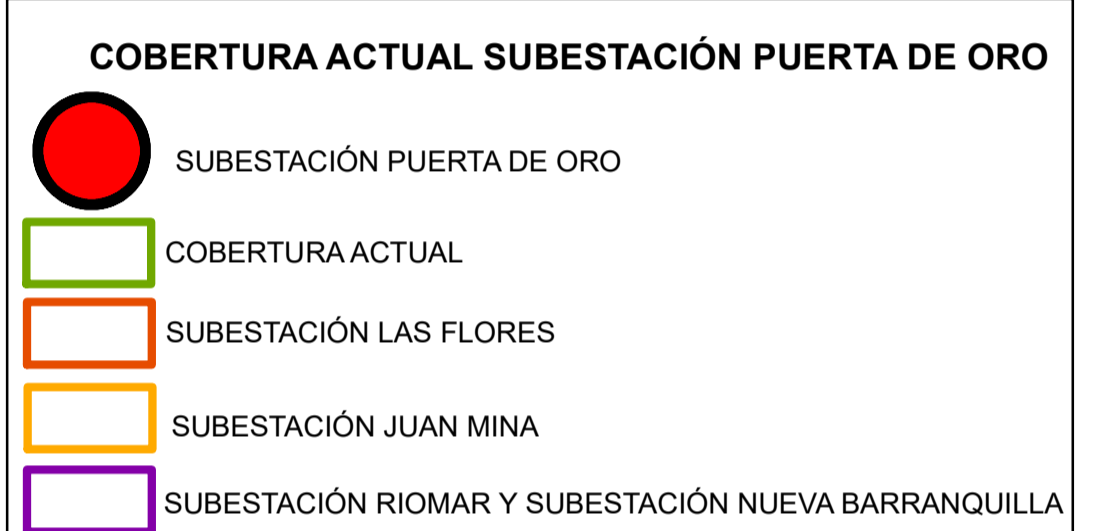 COBERTURA ACTUAL SUBESTACIÓN PUERTA DE ORO
SUBESTACIÓN PUERTA DE ORO
COBERTURA ACTUAL
SUBESTACIÓN LAS FLORES
SUBESTACIÓN JUAN MINA
SUBESTACIÓN RIOMAR Y SUBESTACIÓN NUEVA BARRANQUILLA